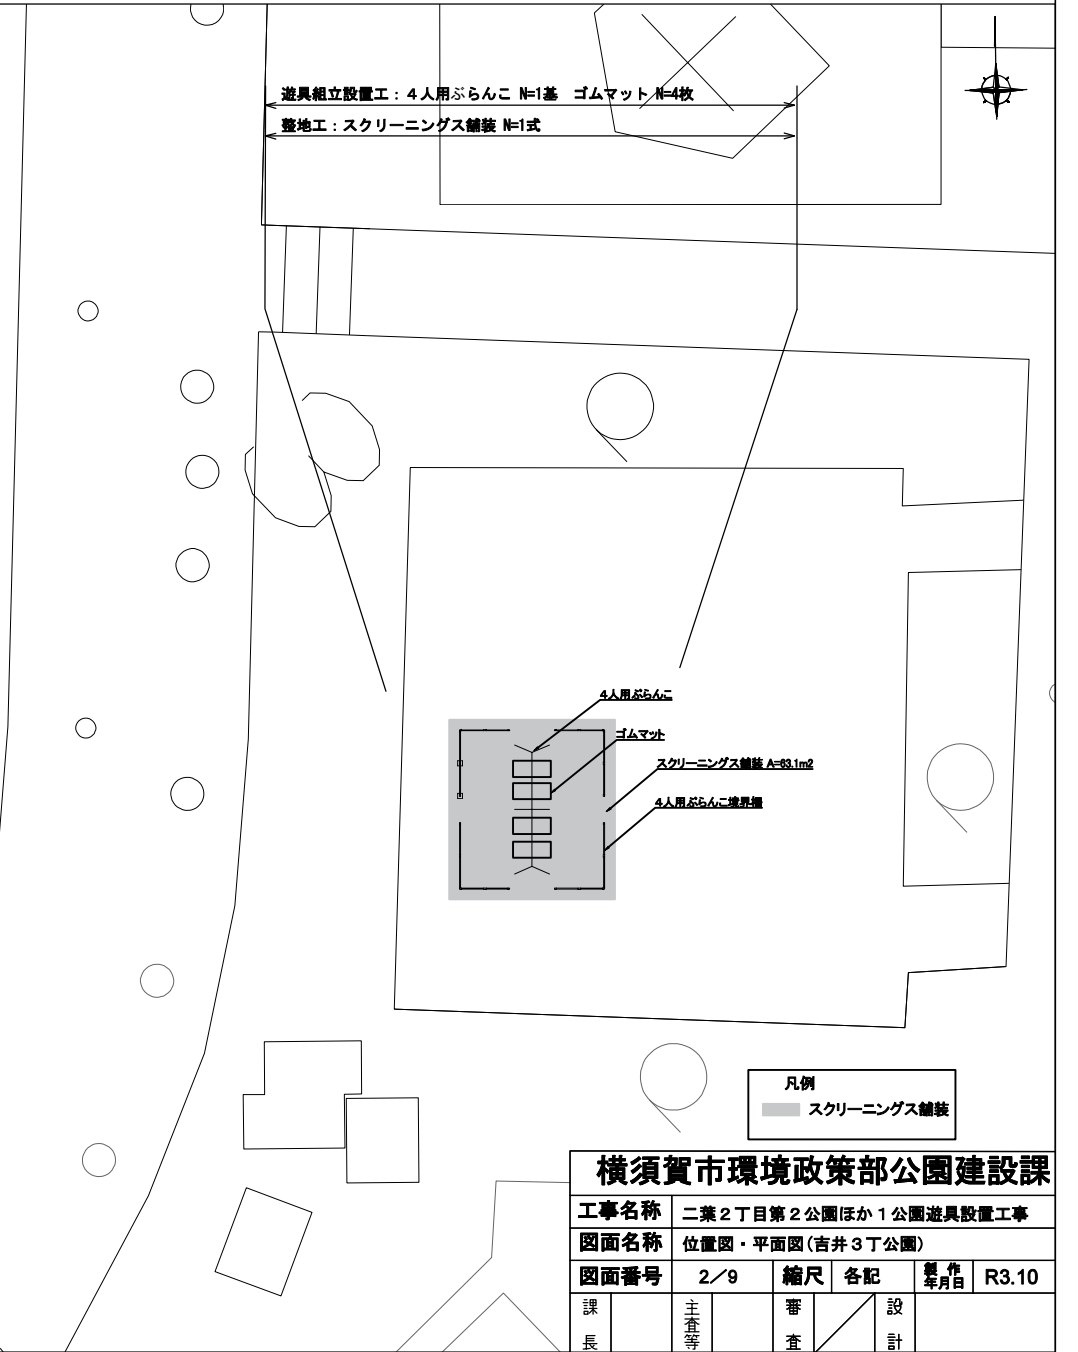 遊具組立設置工：４人用ぶらんこ N=1基　ゴムマット N=4枚
整地工：スクリーニングス舗装 N=1式
４人用ぶらんこ
ゴムマット
スクリーニングス舗装 A=63.1m2
４人用ぶらんこ境界柵
凡例
スクリーニングス舗装
横須賀市環境政策部公園建設課
工事名称　二葉２丁目第２公園ほか１公園遊具設置工事
図面名称　位置図・平面図(吉井３丁公園)
図面番号　２／９　縮尺　各記　製作年月日　R3.10
課長　主査等　審査　設計